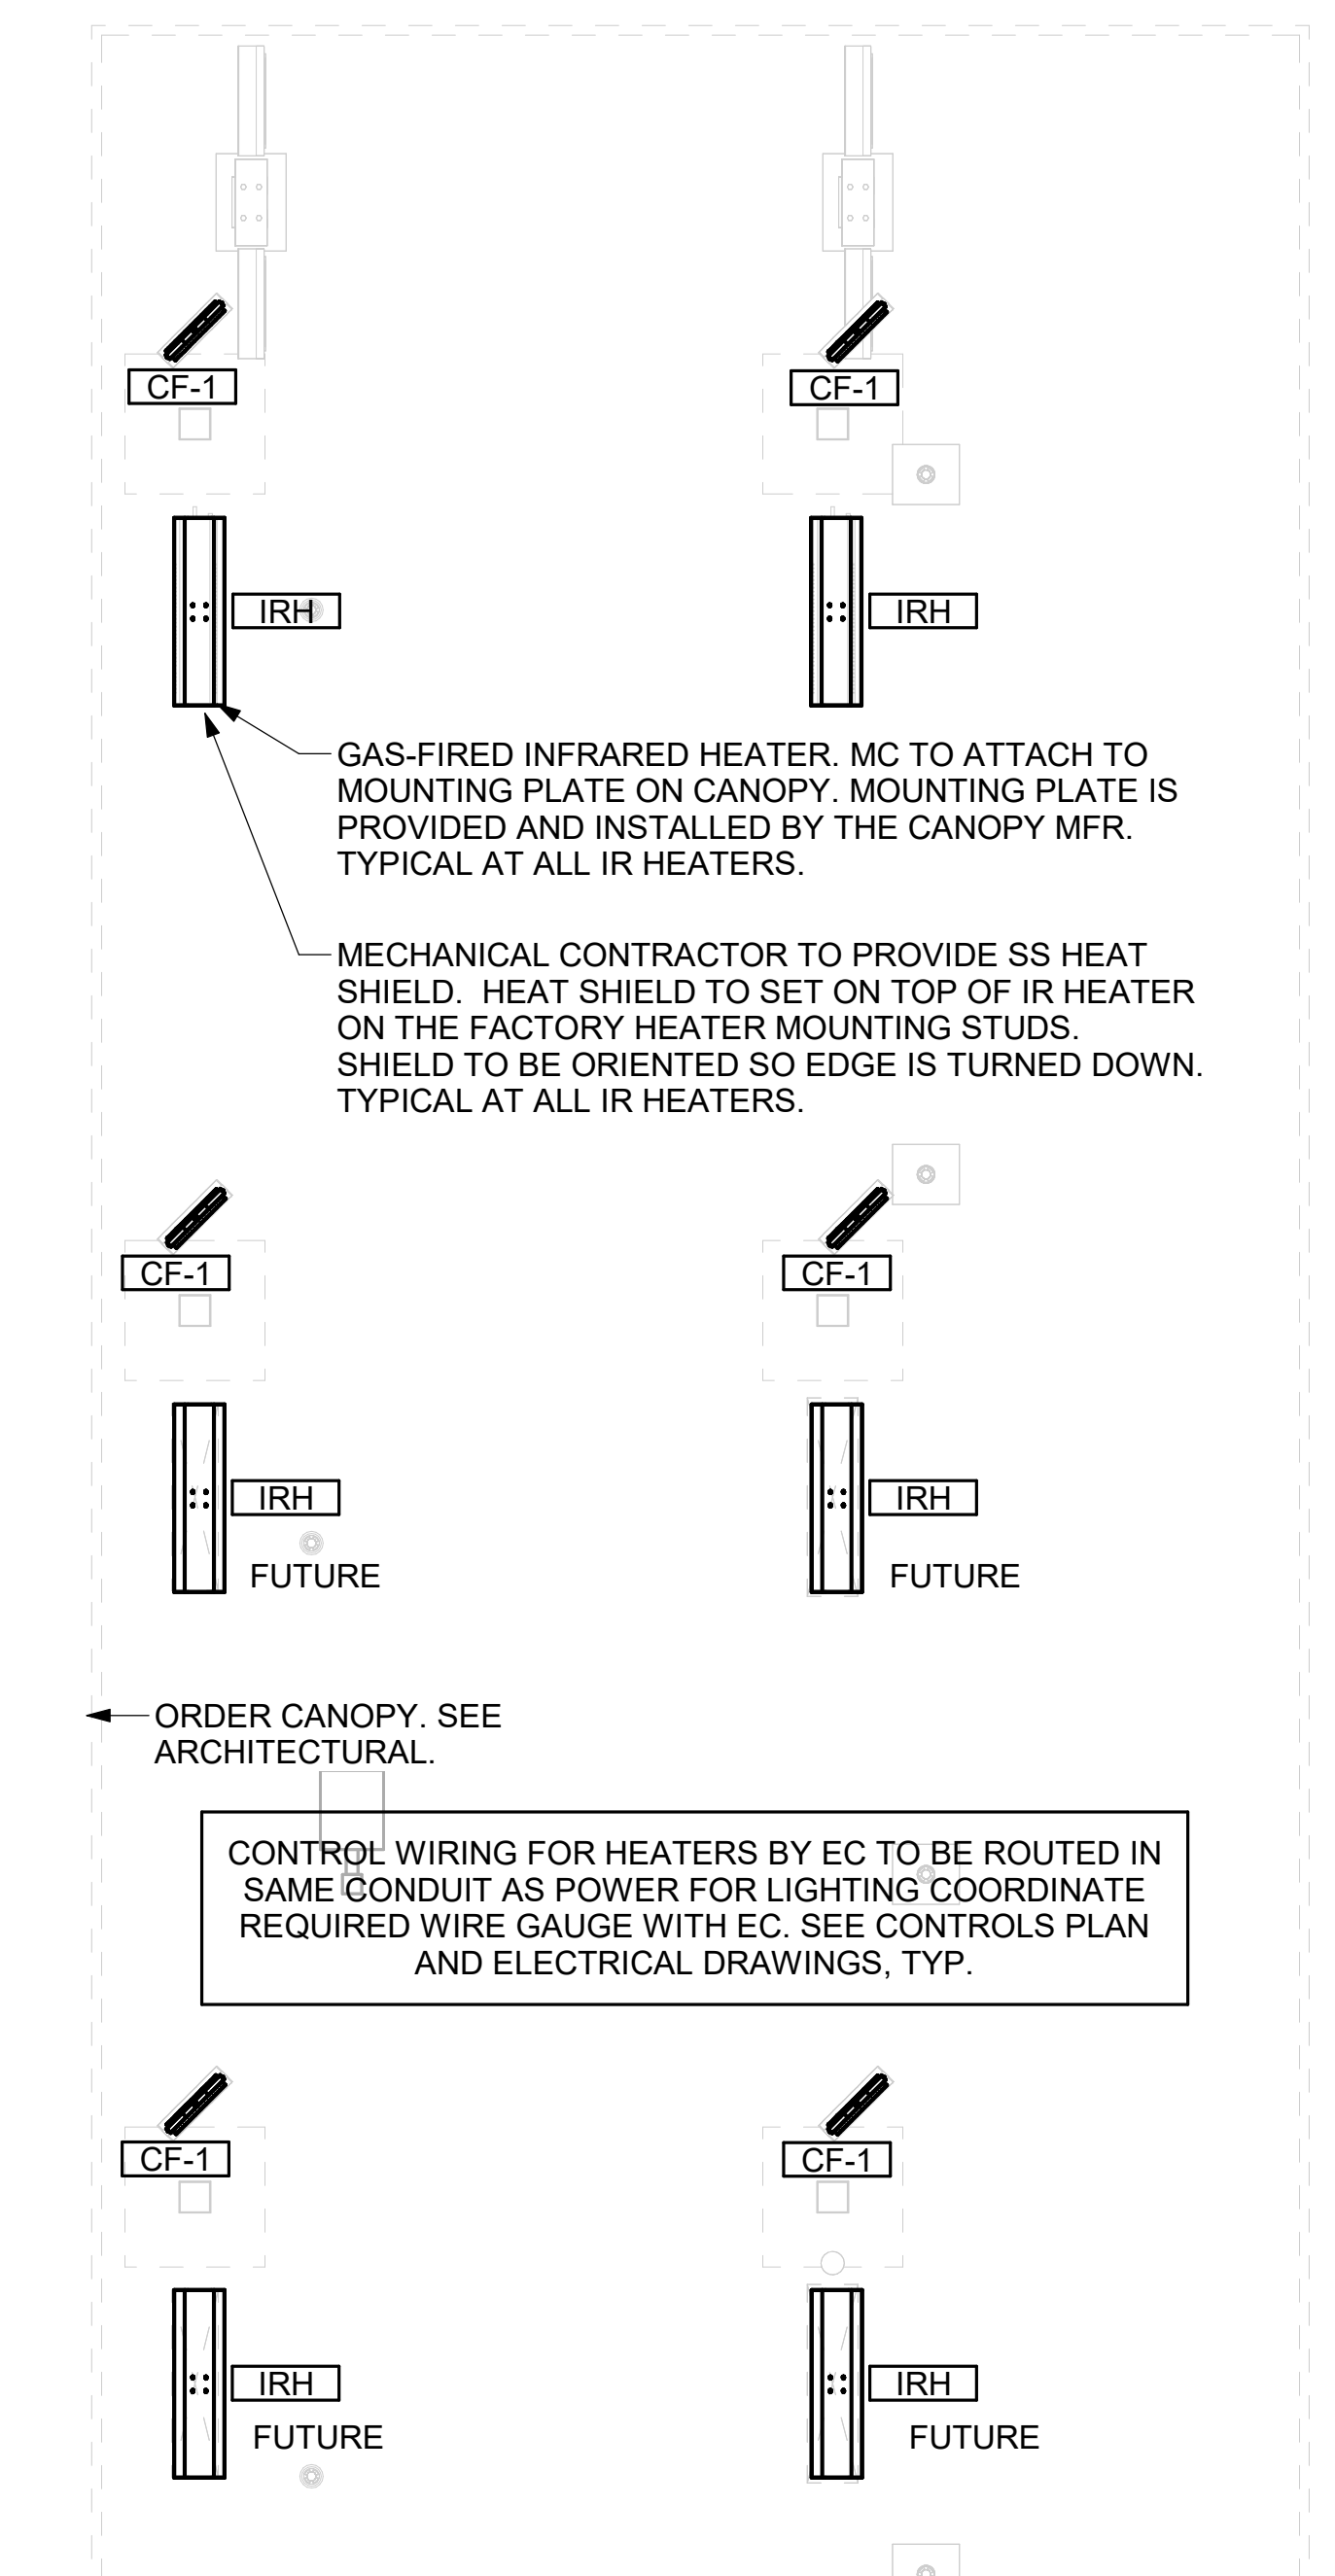 CF-1
CF-1
IRH
IRH
GAS-FIRED INFRARED HEATER. MC TO ATTACH TO
MOUNTING PLATE ON CANOPY. MOUNTING PLATE IS
PROVIDED AND INSTALLED BY THE CANOPY MFR.
TYPICAL AT ALL IR HEATERS.
MECHANICAL CONTRACTOR TO PROVIDE SS HEAT
SHIELD.  HEAT SHIELD TO SET ON TOP OF IR HEATER
ON THE FACTORY HEATER MOUNTING STUDS.
SHIELD TO BE ORIENTED SO EDGE IS TURNED DOWN.
TYPICAL AT ALL IR HEATERS.
CF-1
CF-1
IRH
IRH
FUTURE
FUTURE
ORDER CANOPY. SEE
ARCHITECTURAL.
CONTROL WIRING FOR HEATERS BY EC TO BE ROUTED IN
SAME CONDUIT AS POWER FOR LIGHTING COORDINATE
REQUIRED WIRE GAUGE WITH EC. SEE CONTROLS PLAN
AND ELECTRICAL DRAWINGS, TYP.
CF-1
CF-1
IRH
IRH
FUTURE
FUTURE